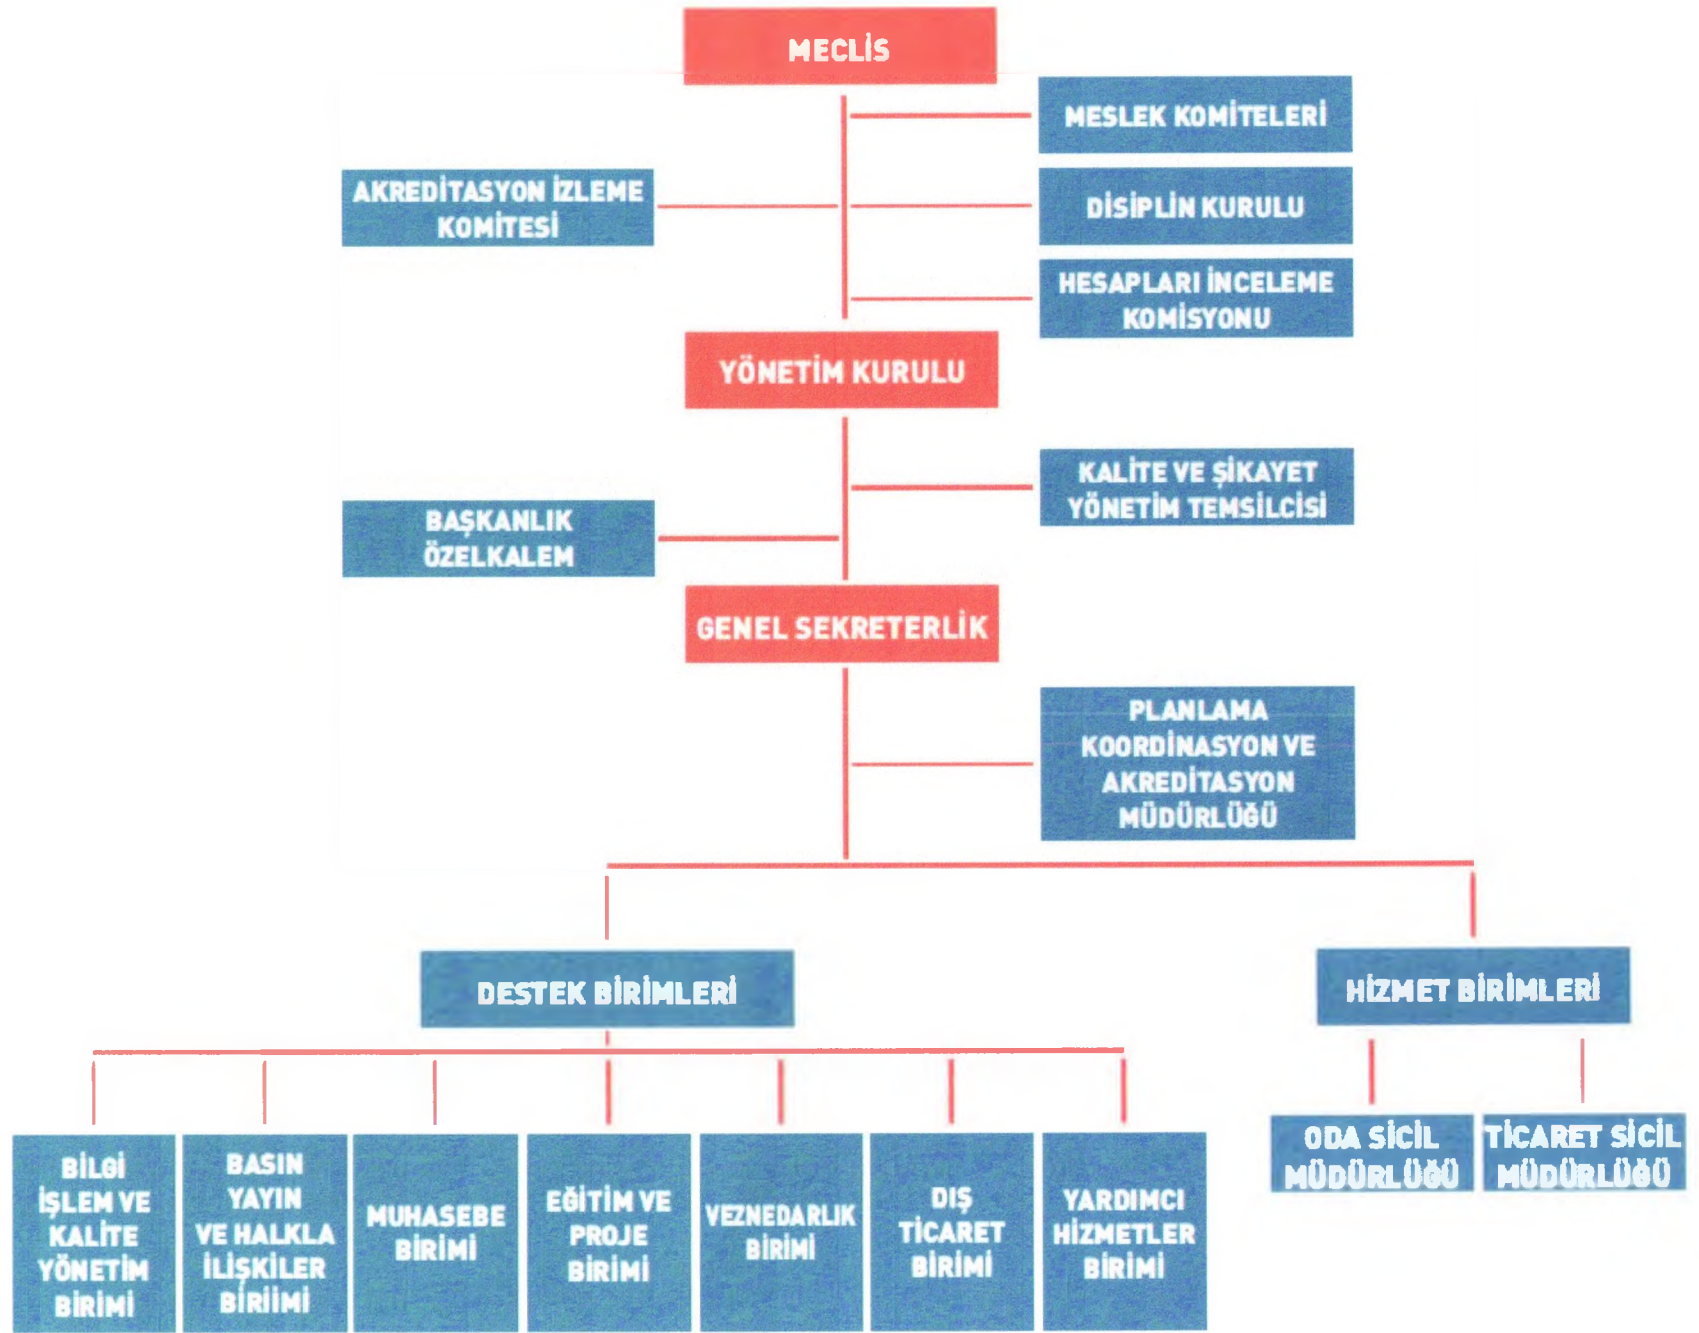 MECLİS
MESLEK KOMİTELERİ
AKREDİTASYON İZLEME
KOMİTESİ
DİSİPLİN KURULU
HESAPLARI İNCELEME
KOMİSYONU
YÖNETİM KURULU
KALİTE VE ŞİKAYET
YÖNETİM TEMSİLCİSİ
BAŞKANLIK
ÖZELKALEM
GENEL SEKRETERLİK
PLANLAMA
KOORDİNASYON VE
AKREDİTASYON
MÜDÜRLÜĞÜ
DESTEK BİRİMLERİ
HİZMET BİRİMLERİ
BİLGİ
İŞLEM VE
KALİTE
YÖNETİM
BİRİMİ
BASIN
YAYIN
VE HALKLA
İLİŞKİLER
BİRİİMİ
MUHASEBE
BİRİMİ
EĞİTİM VE
PROJE
BİRİMİ
VEZNEDARLIK
BİRİMİ
DIŞ
TİCARET
BİRİMİ
YARDIMCI
HİZMETLER
BİRİMİ
ODA SİCİL
MÜDÜRLÜĞÜ
TİCARET SİCİL
MÜDÜRLÜĞÜ